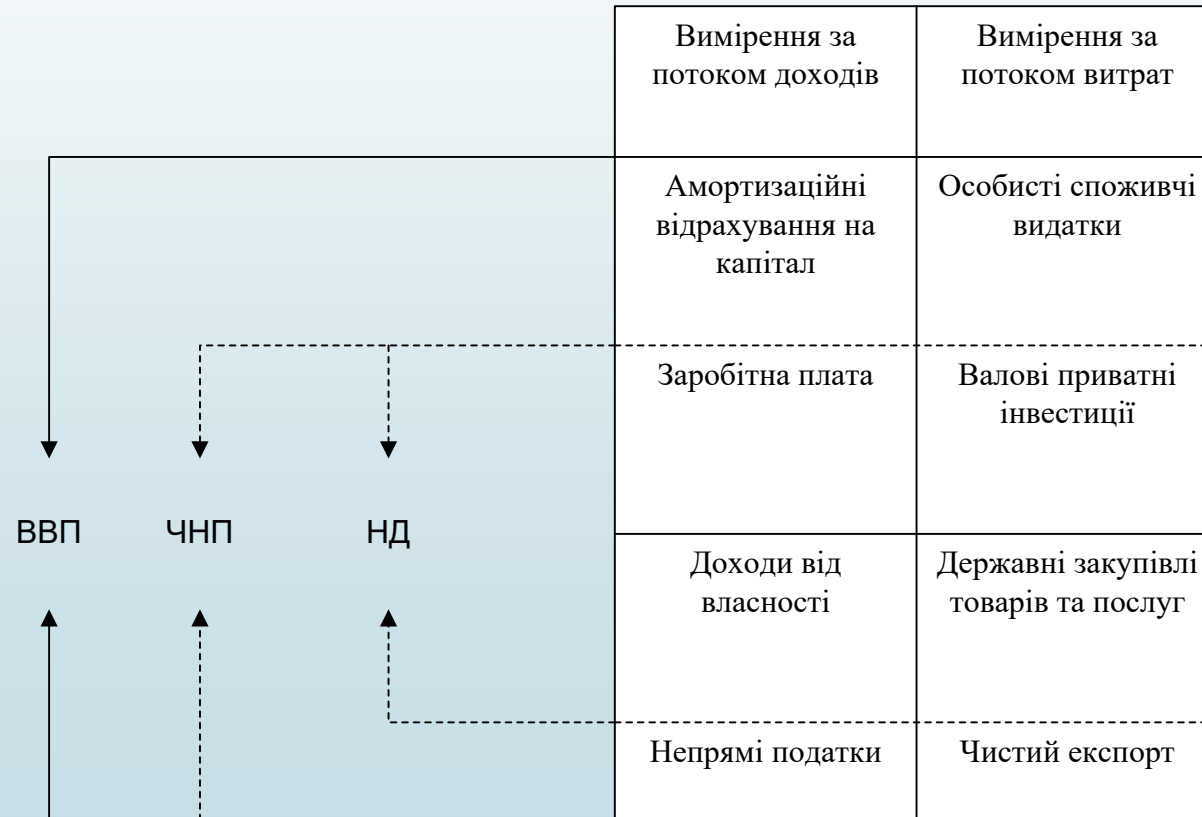 Вимірення за
потоком доходів
Вимірення за
потоком витрат
Амортизаційні
відрахування на
капітал
Особисті споживчі
видатки
Заробітна плата
Валові приватні
інвестиції
ВВП
ЧНП
НД
Доходи від
власності
Державні закупівлі
товарів та послуг
Непрямі податки
Чистий експорт